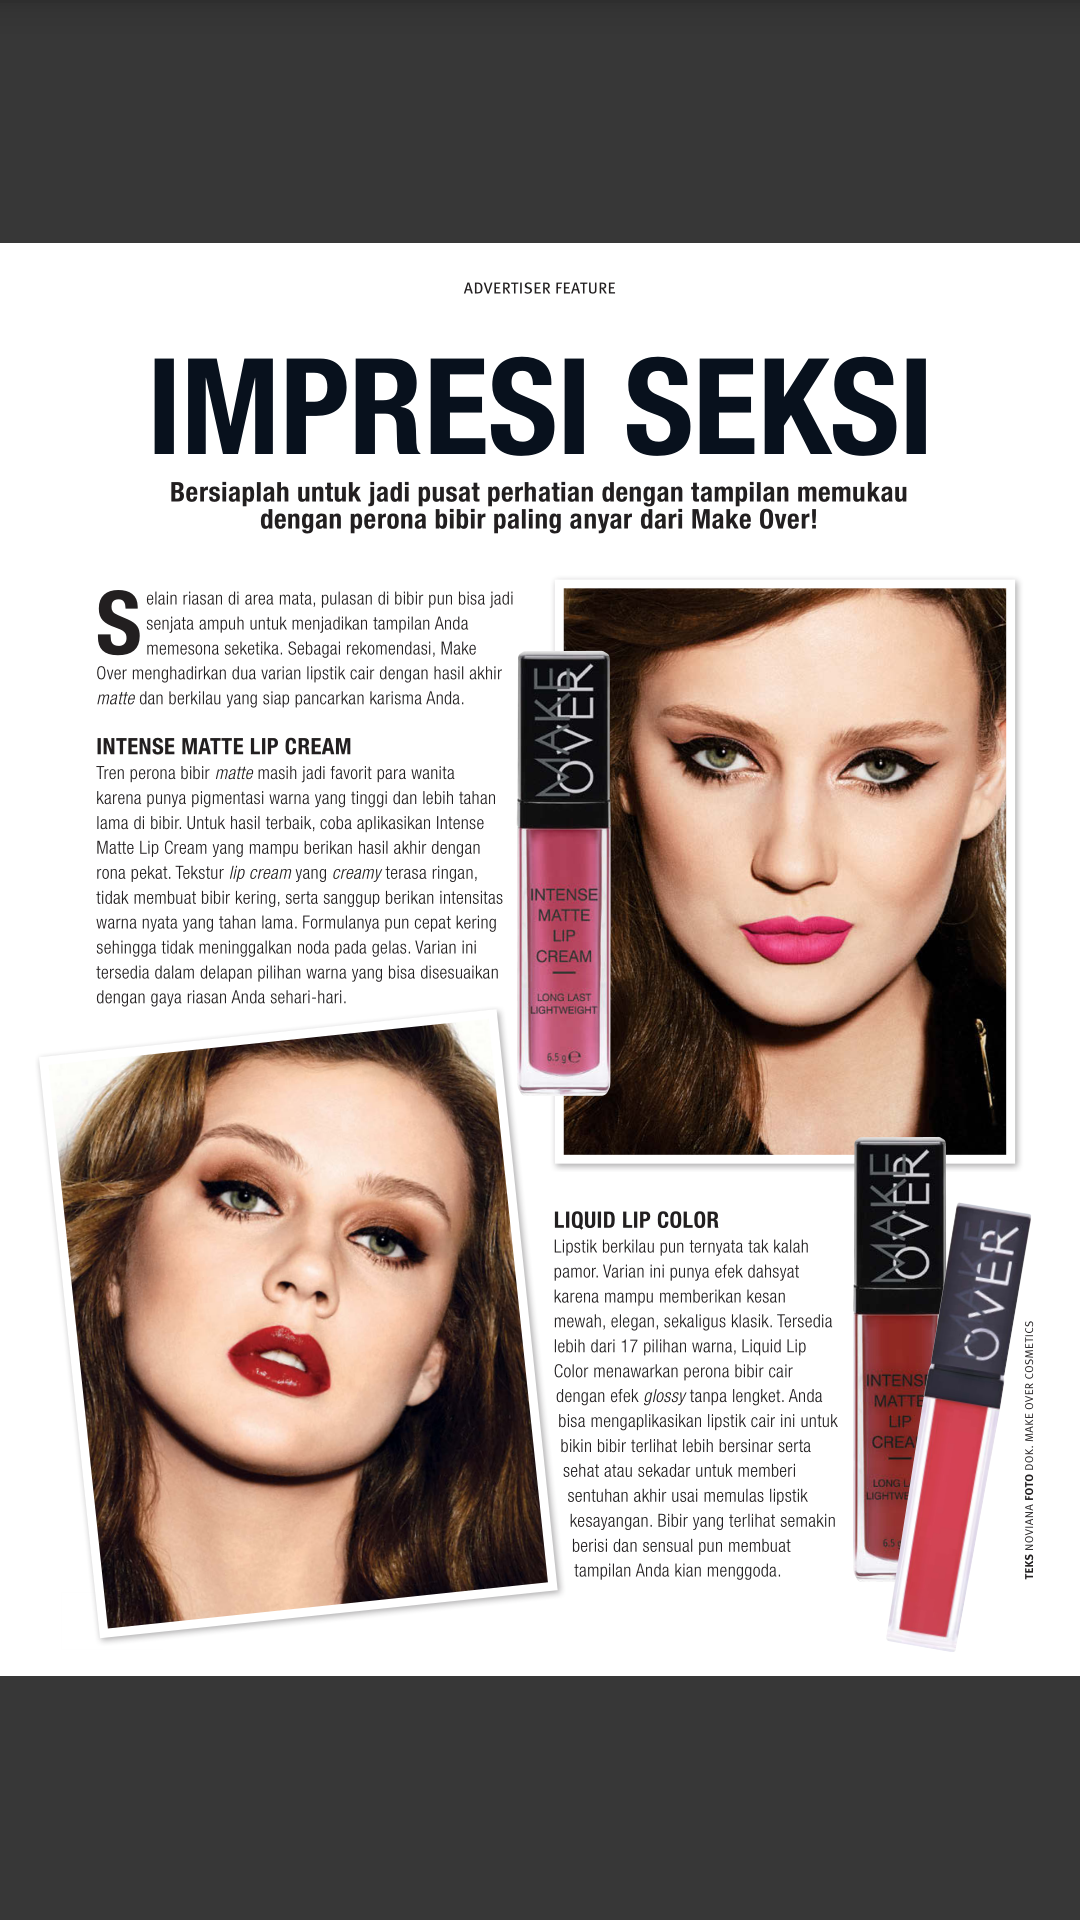 ADVERTISER FEATURE
IMPRESI SEKSI
Bersiaplah untuk jadi pusat perhatian dengan tampilan memukau
dengan perona bibir paling anyar dari Make Over!
Selain riasan di area mata, pulasan di bibir pun bisa jadi
senjata ampuh untuk menjadikan tampilan Anda
memesona seketika. Sebagai rekomendasi, Make
Over menghadirkan dua varian lipstik cair dengan hasil akhir
matte dan berkilau yang siap pancarkan karisma Anda.
INTENSE MATTE LIP CREAM
Tren perona bibir matte masih jadi favorit para wanita
karena punya pigmentasi warna yang tinggi dan lebih tahan
lama di bibir. Untuk hasil terbaik, coba aplikasikan Intense
Matte Lip Cream yang mampu berikan hasil akhir dengan
rona pekat. Tekstur lip cream yang creamy terasa ringan,
tidak membuat bibir kering, serta sanggup berikan intensitas
warna nyata yang tahan lama. Formulanya pun cepat kering
sehingga tidak meninggalkan noda pada gelas. Varian ini
tersedia dalam delapan pilihan warna yang bisa disesuaikan
dengan gaya riasan Anda sehari-hari.
MAKE
OVER
INTENSE
MATTE
LIP
CREAM
LONG LAST
LIGHTWEIGHT
6.5 g e
LIQUID LIP COLOR
Lipstik berkilau pun ternyata tak kalah
pamor. Varian ini punya efek dahsyat
karena mampu memberikan kesan
mewah, elegan, sekaligus klasik. Tersedia
lebih dari 17 pilihan warna, Liquid Lip
Color menawarkan perona bibir cair
dengan efek glossy tanpa lengket. Anda
bisa mengaplikasikan lipstik cair ini untuk
bikin bibir terlihat lebih bersinar serta
sehat atau sekadar untuk memberi
sentuhan akhir usai memulas lipstik
kesayangan. Bibir yang terlihat semakin
berisi dan sensual pun membuat
tampilan Anda kian menggoda.
MAKE
OVER
INTENS
MATTE
LIP
CREA
LONG L
LIGHTWE
6.5
MAKE
OVER
TEKS NOVIANA FOTO DOK. MAKE OVER COSMETICS